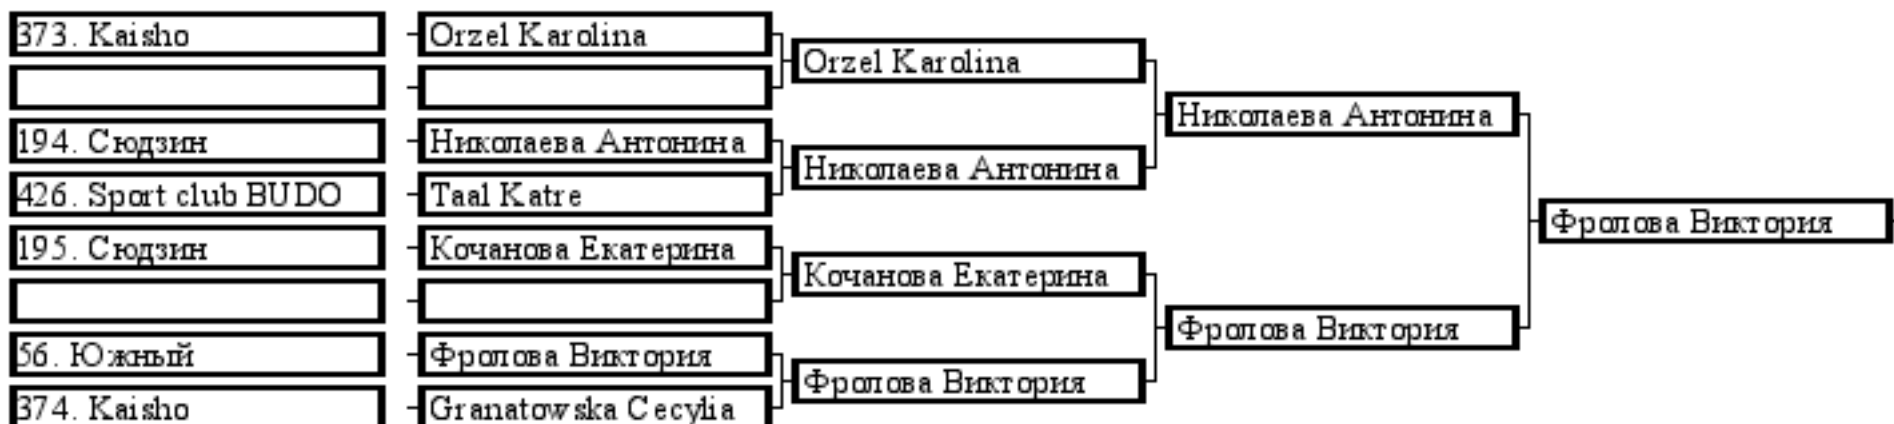 373. Kaisho
Orzel Karolina
Orzel Karolina
Николаева Антонина
194. Сюдзин
Николаева Антонина
Николаева Антонина
426. Sport club BUDO
Taal Katre
Фролова Виктория
195. Сюдзин
Кочанова Екатерина
Кочанова Екатерина
Фролова Виктория
56. Южный
Фролова Виктория
Фролова Виктория
374. Kaisho
Granatowska Cecylia